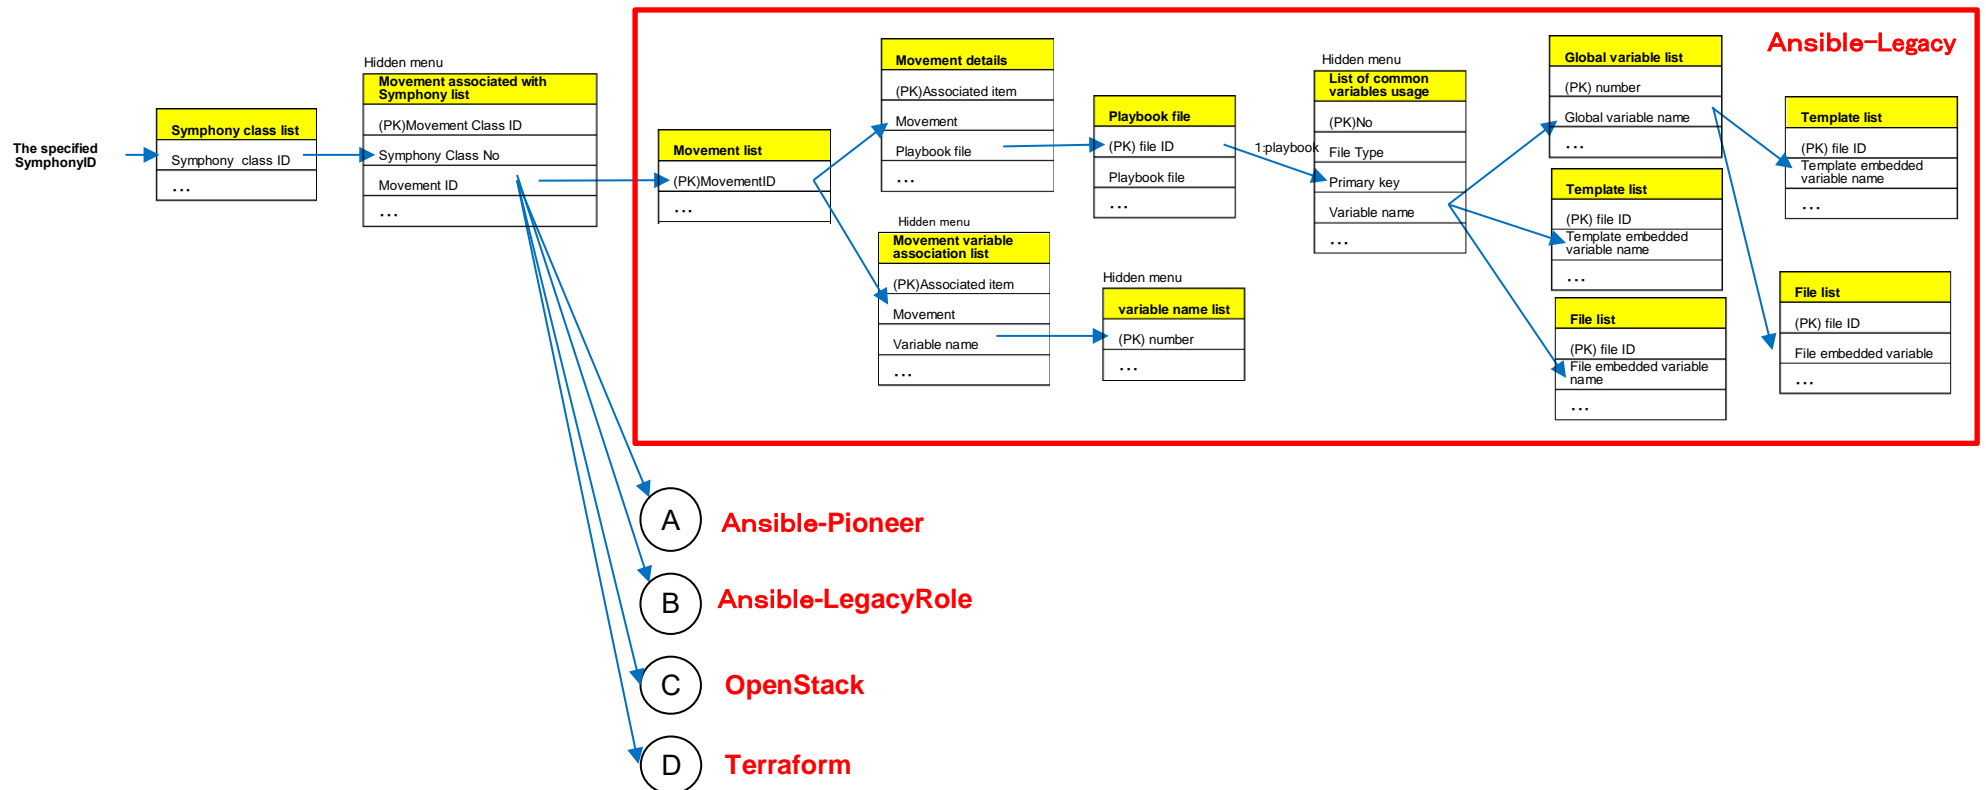 The specified
SymphonyID
Symphony class list
Symphony class ID
...
Hidden menu
Movement associated with
Symphony list
(PK)Movement Class ID
Symphony Class No
Movement ID
...
Ansible-Legacy
Movement list
(PK)MovementID
...
Movement details
(PK)Associated item
Movement
Playbook file
...
Hidden menu
Movement variable
association list
(PK)Associated item
Movement
Variable name
...
Playbook file
(PK) file ID
Playbook file
...
Hidden menu
variable name list
(PK) number
...
1:playbook
Hidden menu
List of common
variables usage
(PK)No
File Type
Primary key
Variable name
...
Global variable list
(PK) number
Global variable name
...
Template list
(PK) file ID
Template embedded
variable name
...
File list
(PK) file ID
File embedded variable
name
...
Template list
(PK) file ID
Template embedded
variable name
...
File list
(PK) file ID
File embedded variable
...
A
Ansible-Pioneer
B
Ansible-LegacyRole
C
OpenStack
D
Terraform